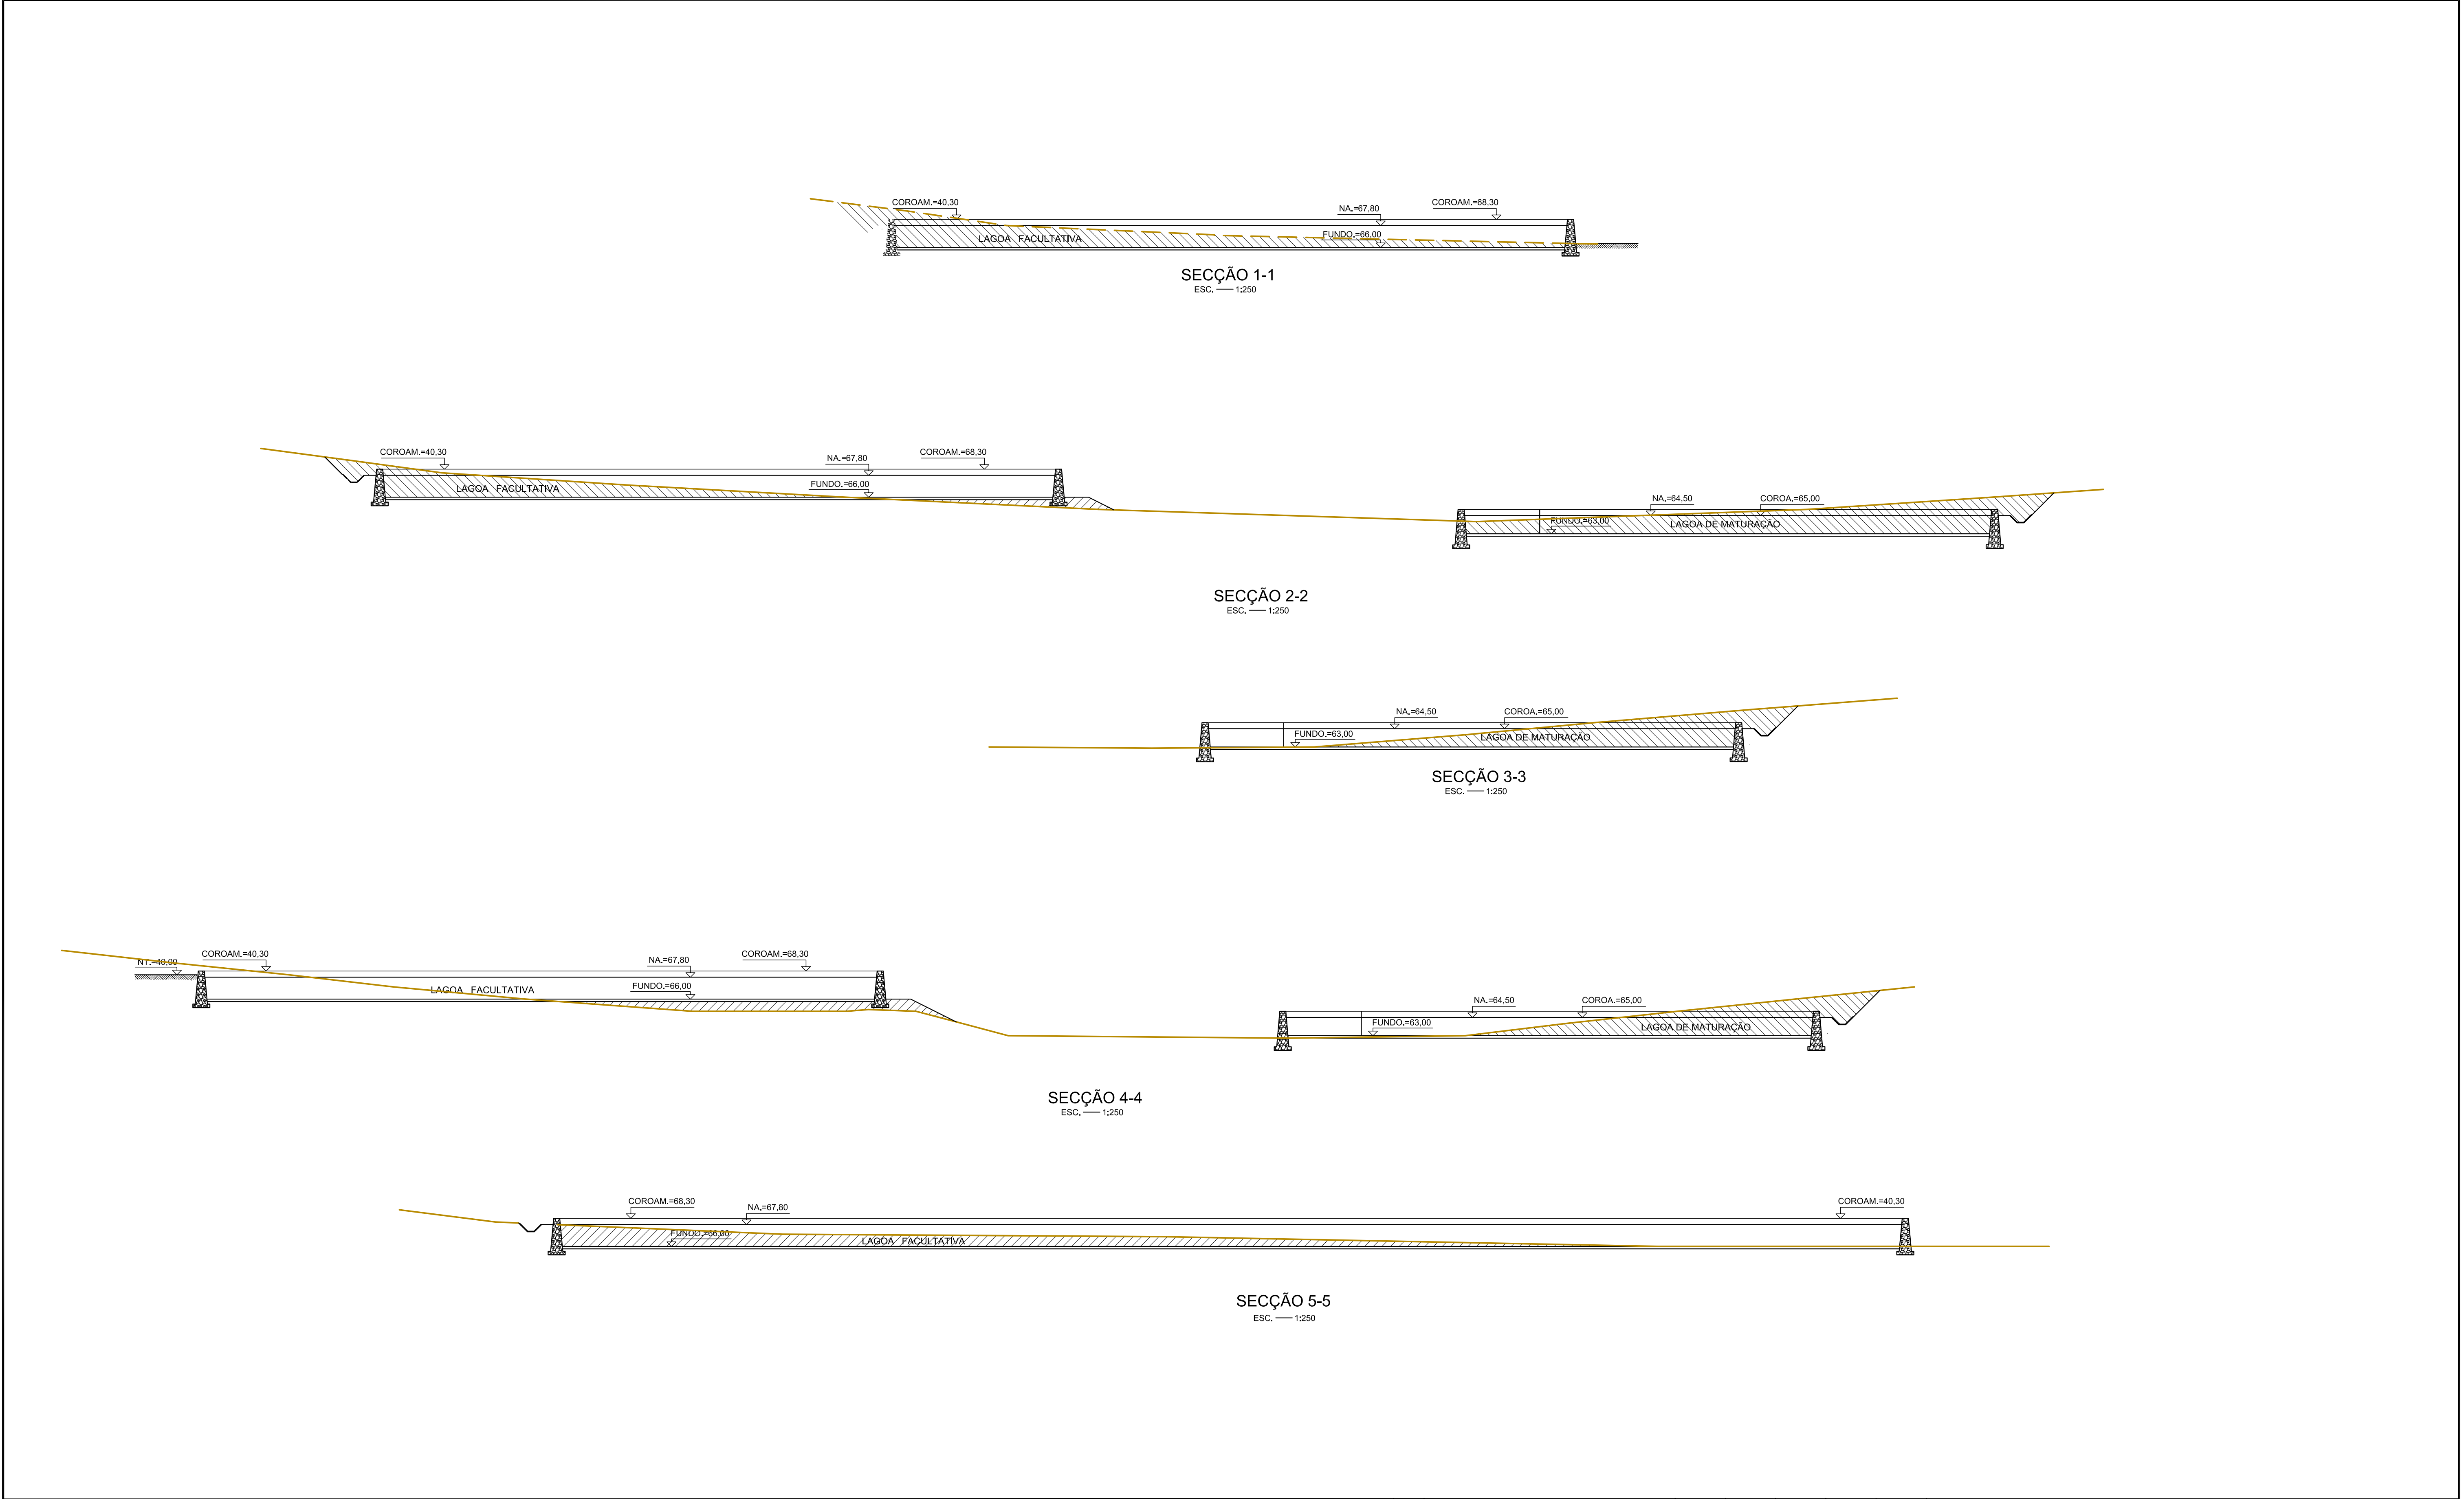 COROAM.=40,30
NA.=67,80
COROAM.=68,30
FUNDO.=66,00
LAGOA FACULTATIVA
SECÇÃO 1-1
ESC. 1:250
COROAM.=40,30
NA.=67,80
COROAM.=68,30
FUNDO.=66,00
LAGOA FACULTATIVA
NA.=64,50
COROA.=65,00
FUNDO.=63,00
LAGOA DE MATURAÇÃO
SECÇÃO 2-2
ESC. 1:250
NA.=64,50
COROA.=65,00
FUNDO.=63,00
LAGOA DE MATURAÇÃO
SECÇÃO 3-3
ESC. 1:250
NT.=40,00
COROAM.=40,30
NA.=67,80
COROAM.=68,30
FUNDO.=66,00
LAGOA FACULTATIVA
NA.=64,50
COROA.=65,00
FUNDO.=63,00
LAGOA DE MATURAÇÃO
SECÇÃO 4-4
ESC. 1:250
COROAM.=68,30
NA.=67,80
COROAM.=40,30
FUNDO.=66,00
LAGOA FACULTATIVA
SECÇÃO 5-5
ESC. 1:250